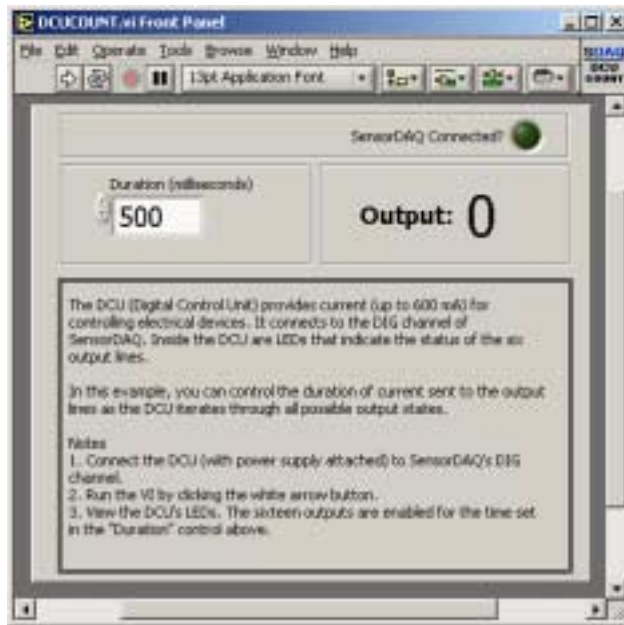 DCUCOUNT.vi Front Panel
File Edit Operate Tools Browse Window Help
13pt Application Font
SDAQ
DCU
COUNT
SensorDAQ Connected?
Duration (milliseconds)
500
Output: 0
The DCU (Digital Control Unit) provides current (up to 600 mA) for
controlling electrical devices. It connects to the DIG channel of
SensorDAQ. Inside the DCU are LEDs that indicate the status of the six
output lines.
In this example, you can control the duration of current sent to the output
lines as the DCU iterates through all possible output states.
Notes
1. Connect the DCU (with power supply attached) to SensorDAQ's DIG
channel.
2. Run the VI by clicking the white arrow button.
3. View the DCU's LEDs. The sixteen outputs are enabled for the time set
in the "Duration" control above.